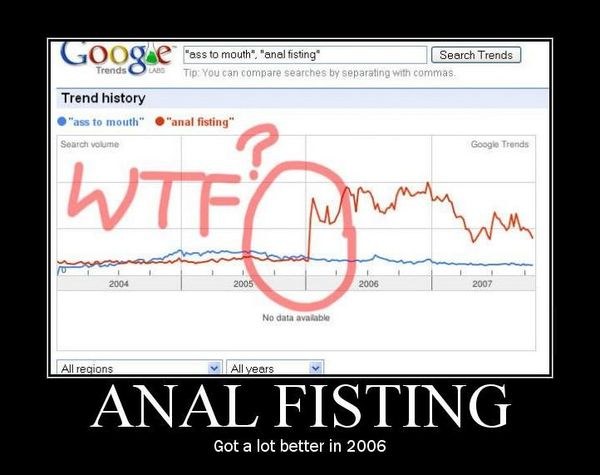 Google
Trends LABS
"ass to mouth", "anal fisting"
Search Trends
Tip: You can compare searches by separating with commas.
Trend history
"ass to mouth" "anal fisting"
Search volume
Google Trends
WTF?
0
2004 2005 2006 2007
No data available
All regions
All years
ANAL FISTING
Got a lot better in 2006